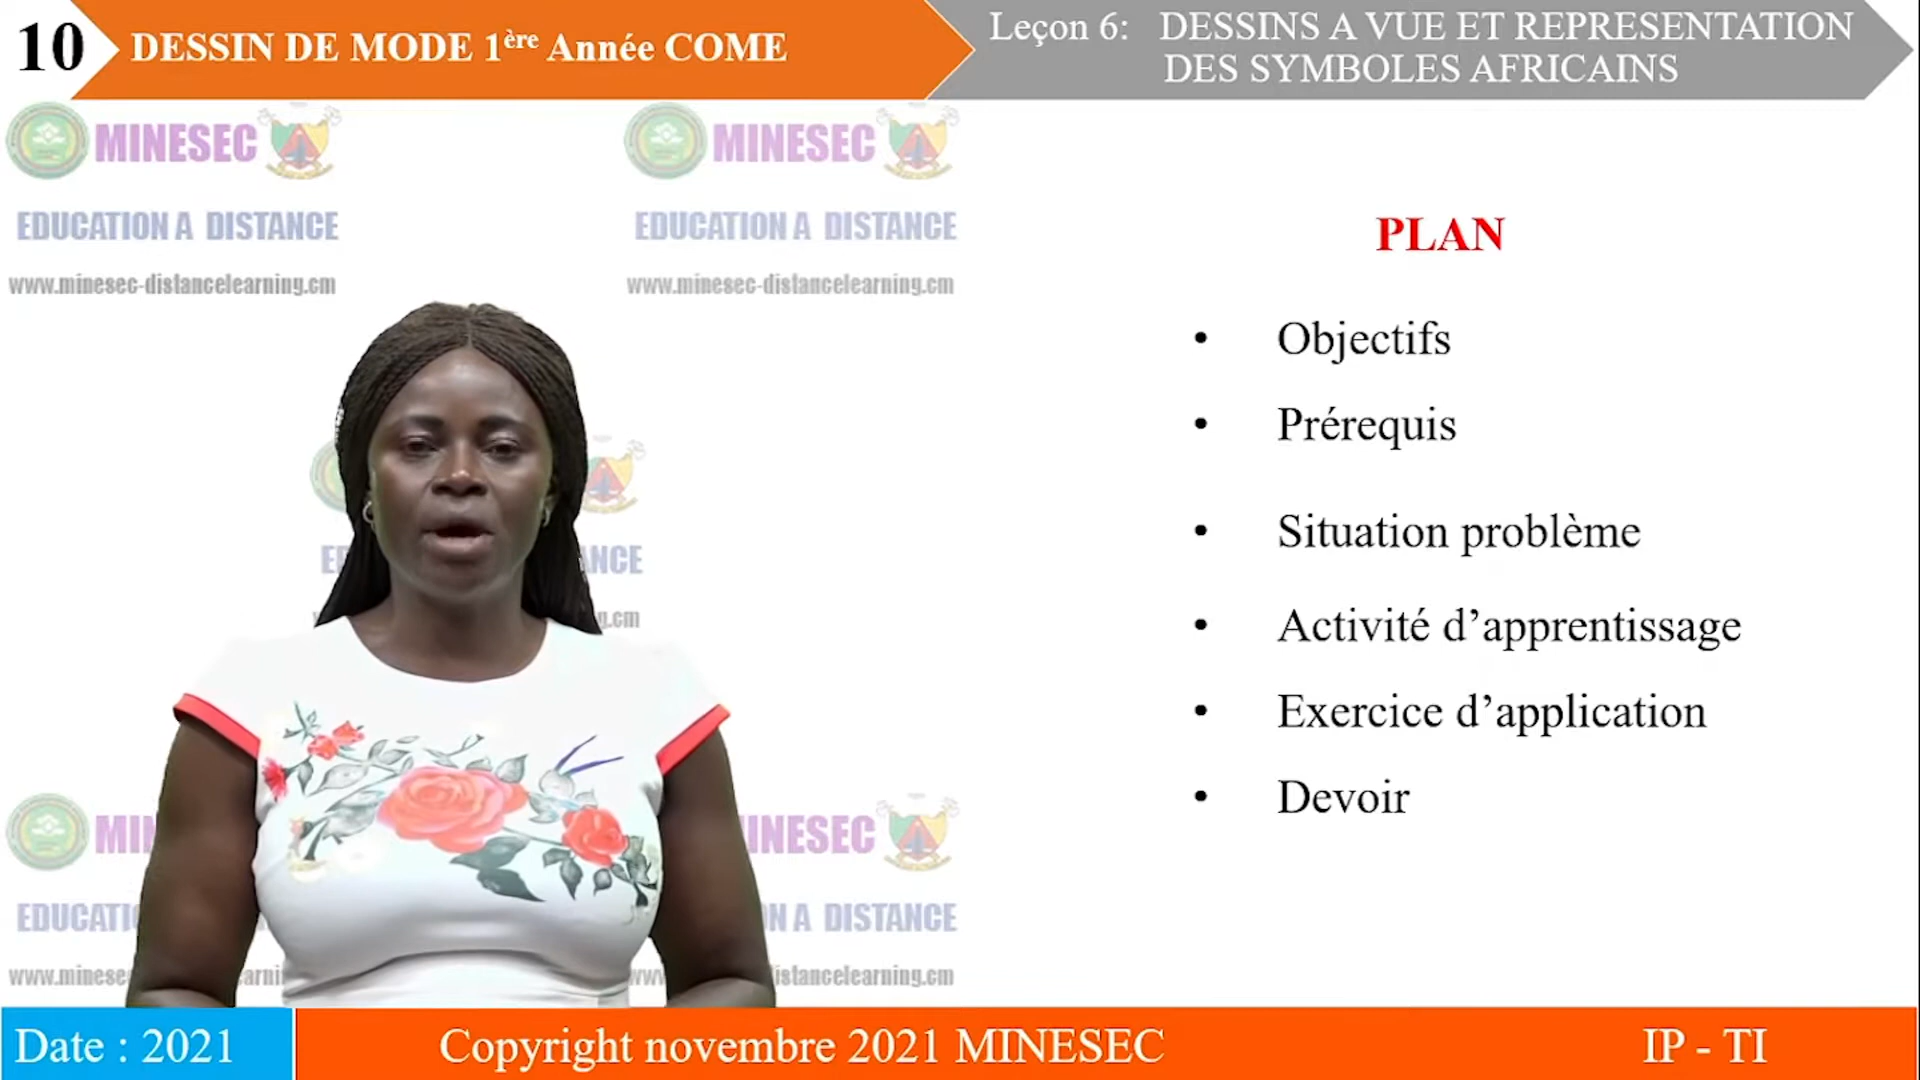 10
DESSIN DE MODE 1ère Année COME
Leçon 6: DESSINS A VUE ET REPRESENTATION
DES SYMBOLES AFRICAINS
MINESEC
EDUCATION A DISTANCE
www.minesec-distancelearning.cm
MINESEC
EDUCATION A DISTANCE
www.minesec-distancelearning.cm
PLAN
• Objectifs
• Prérequis
• Situation problème
• Activité d’apprentissage
• Exercice d’application
• Devoir
Date : 2021
Copyright novembre 2021 MINESEC
IP - TI